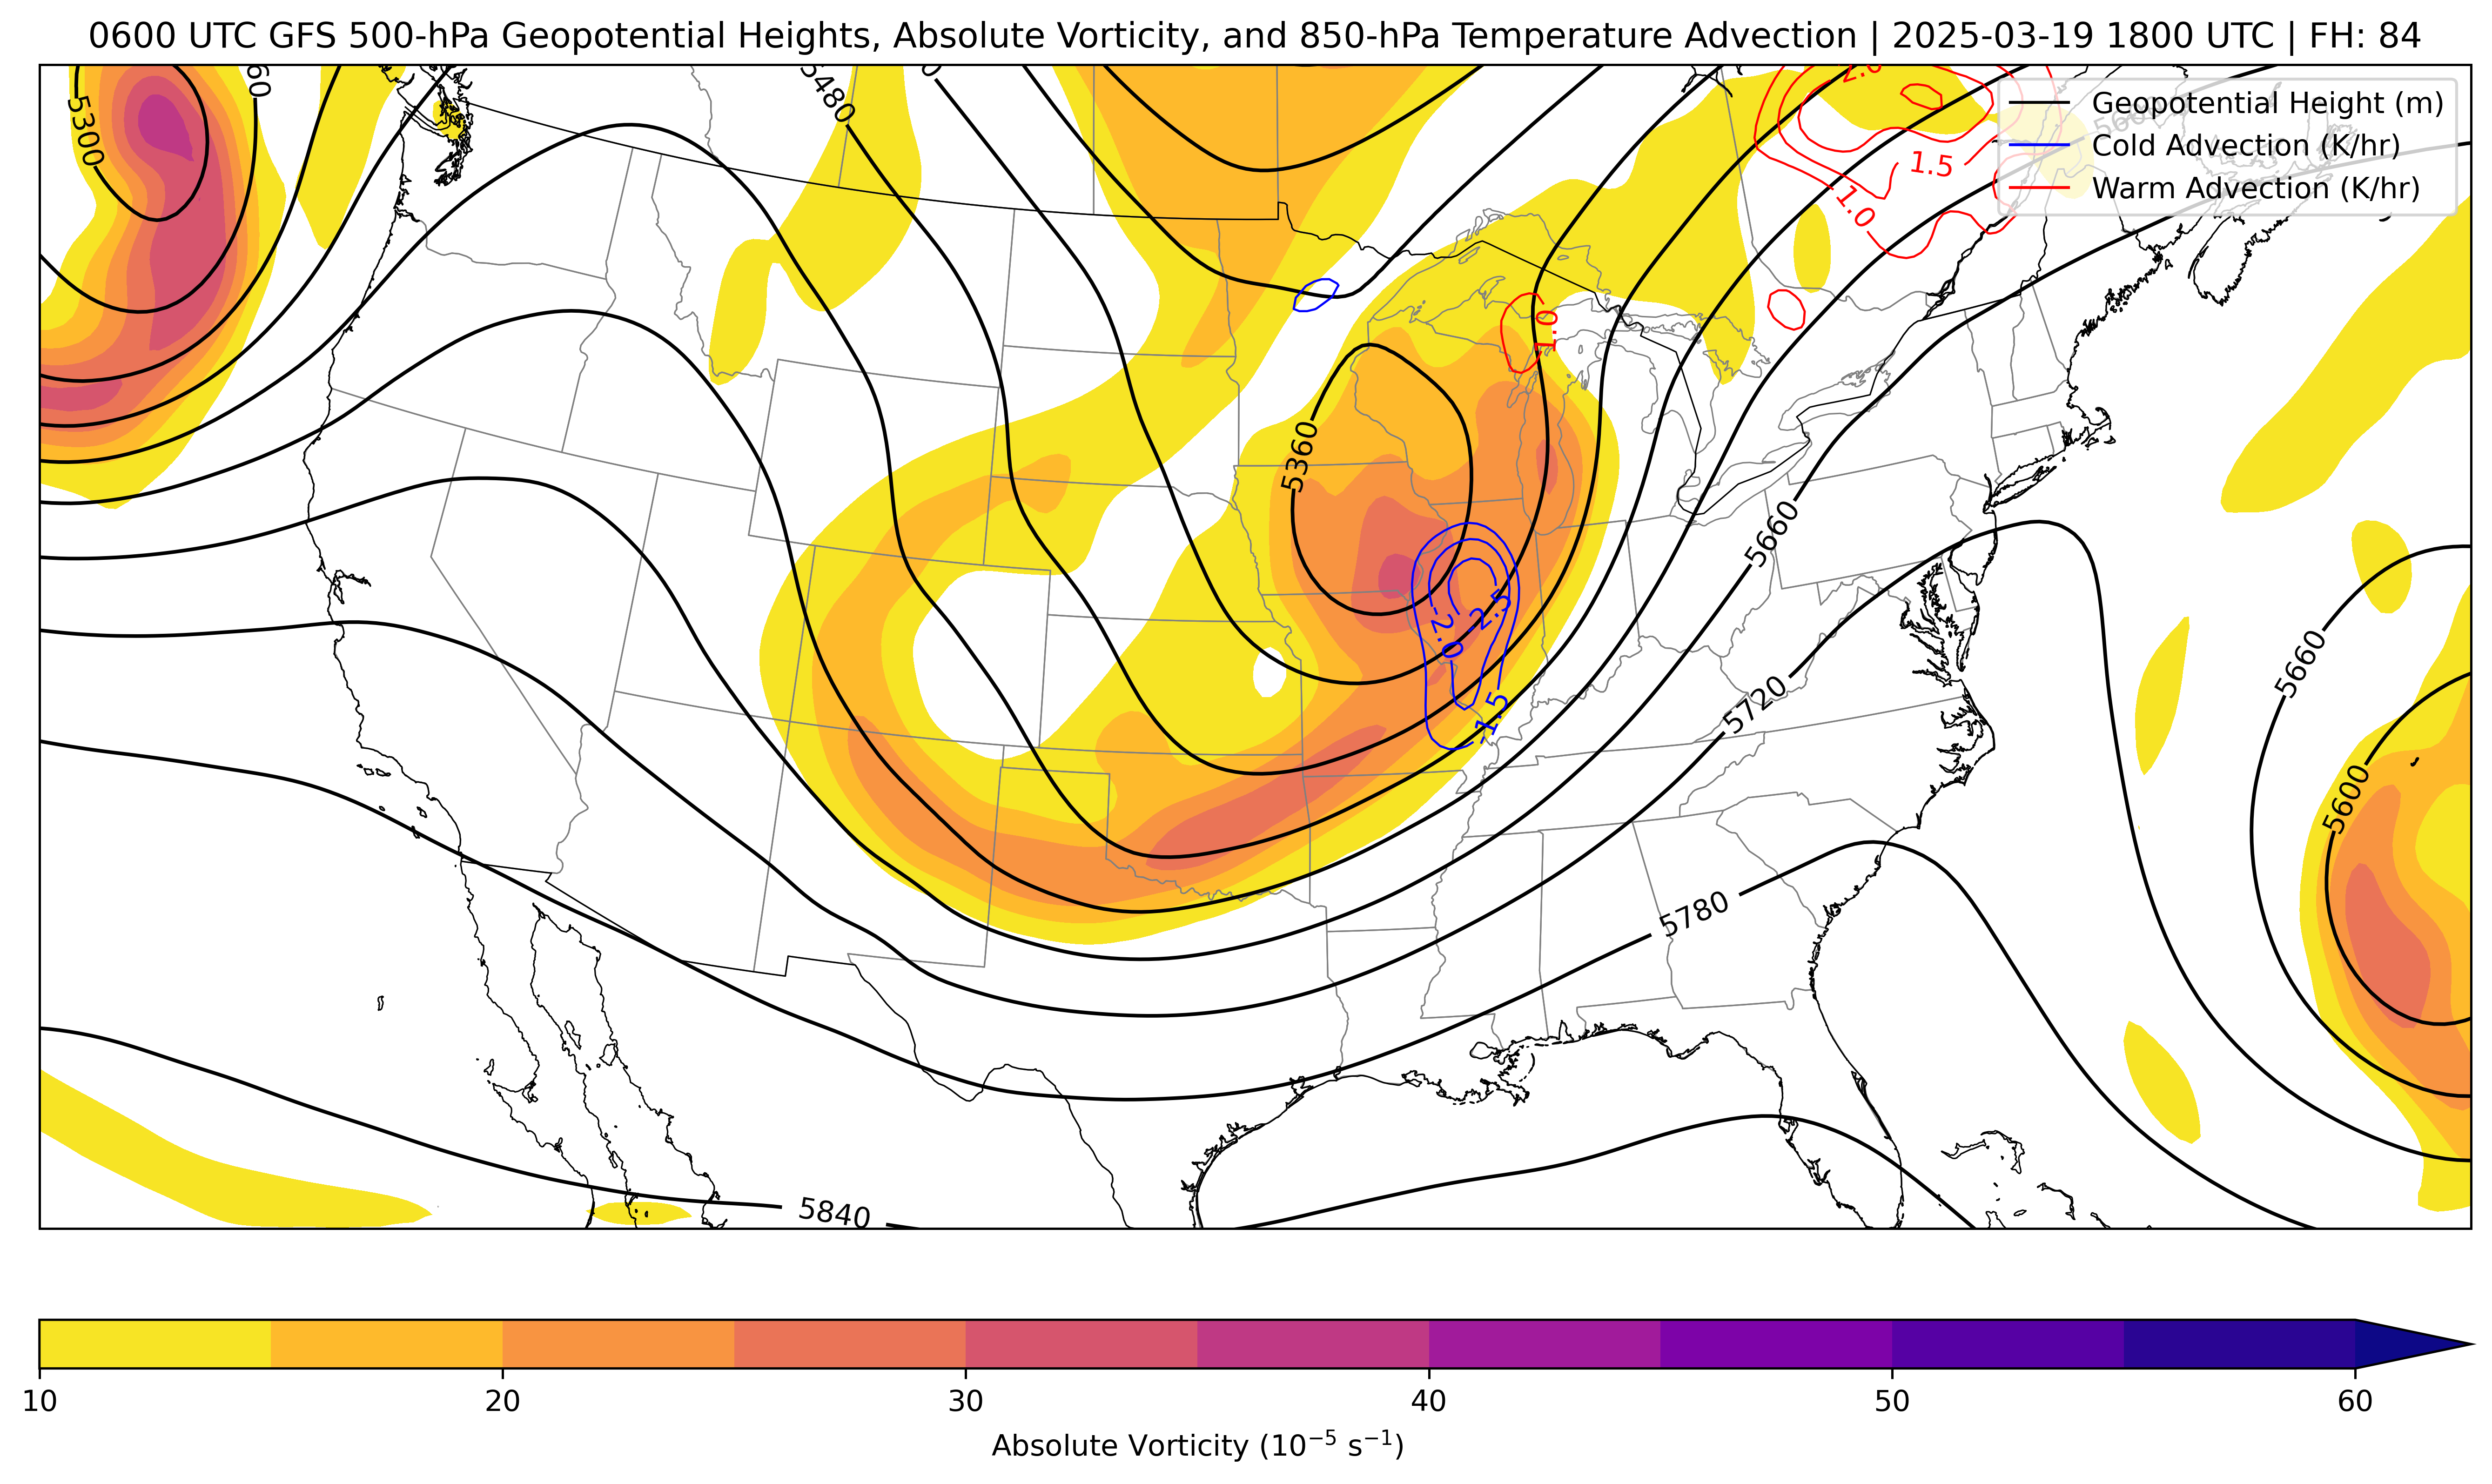 0600 UTC GFS 500-hPa Geopotential Heights, Absolute Vorticity, and 850-hPa Temperature Advection | 2025-03-19 1800 UTC | FH: 84
Geopotential Height (m)
Cold Advection (K/hr)
Warm Advection (K/hr)
5300
5480
1.5
1.0
1.0
5360
5660
-2.5
-2.0
-1.5
5720
5660
5600
5780
5840
10 20 30 40 50 60
Absolute Vorticity (10⁻⁵ s⁻¹)